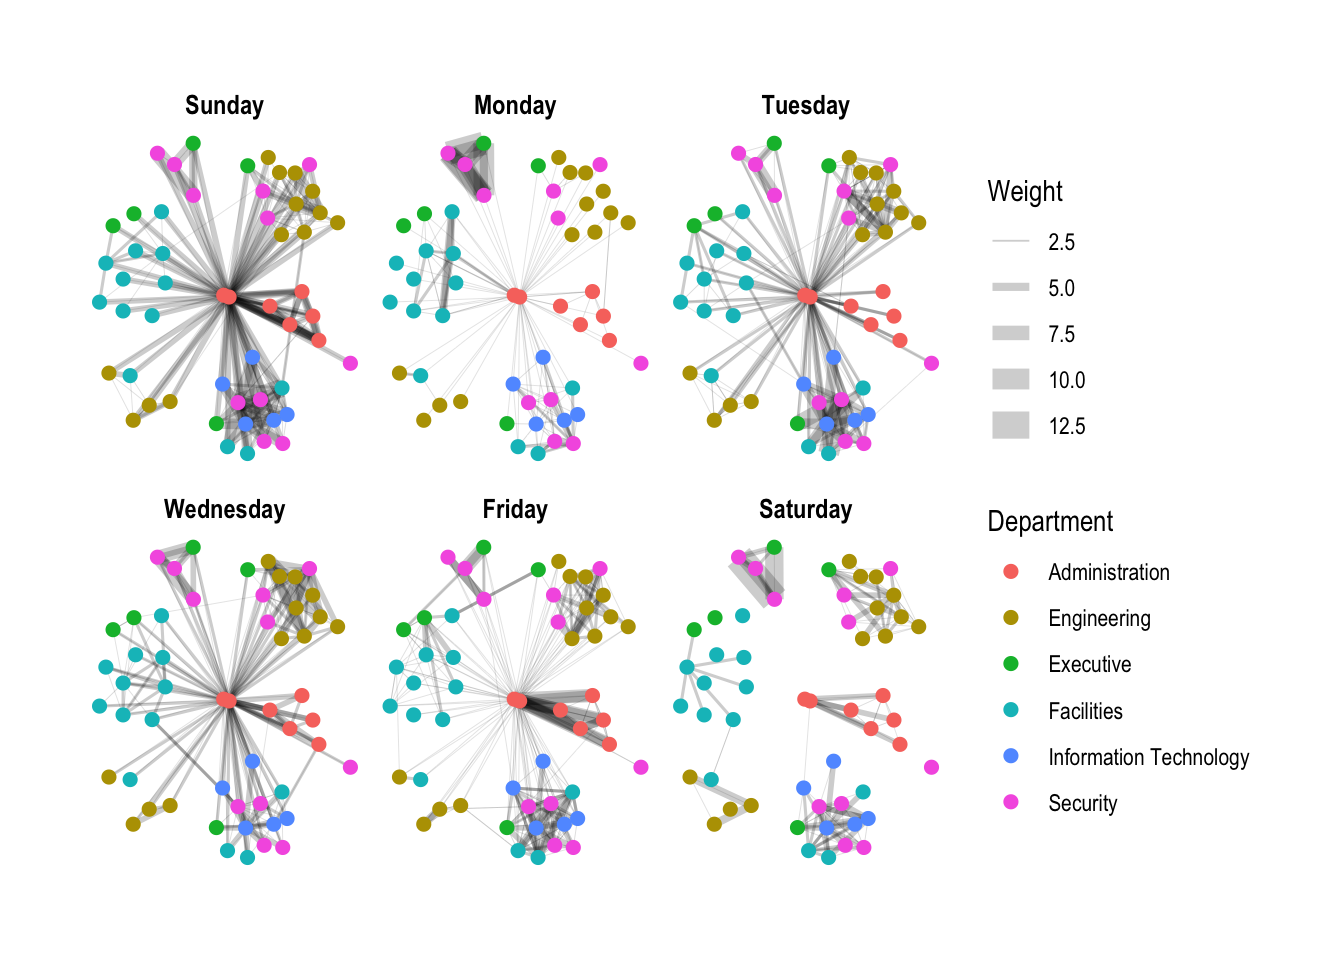 Sunday
Monday
Tuesday
Weight
2.5
5.0
7.5
10.0
12.5
Wednesday
Friday
Saturday
Department
Administration
Engineering
Executive
Facilities
Information Technology
Security